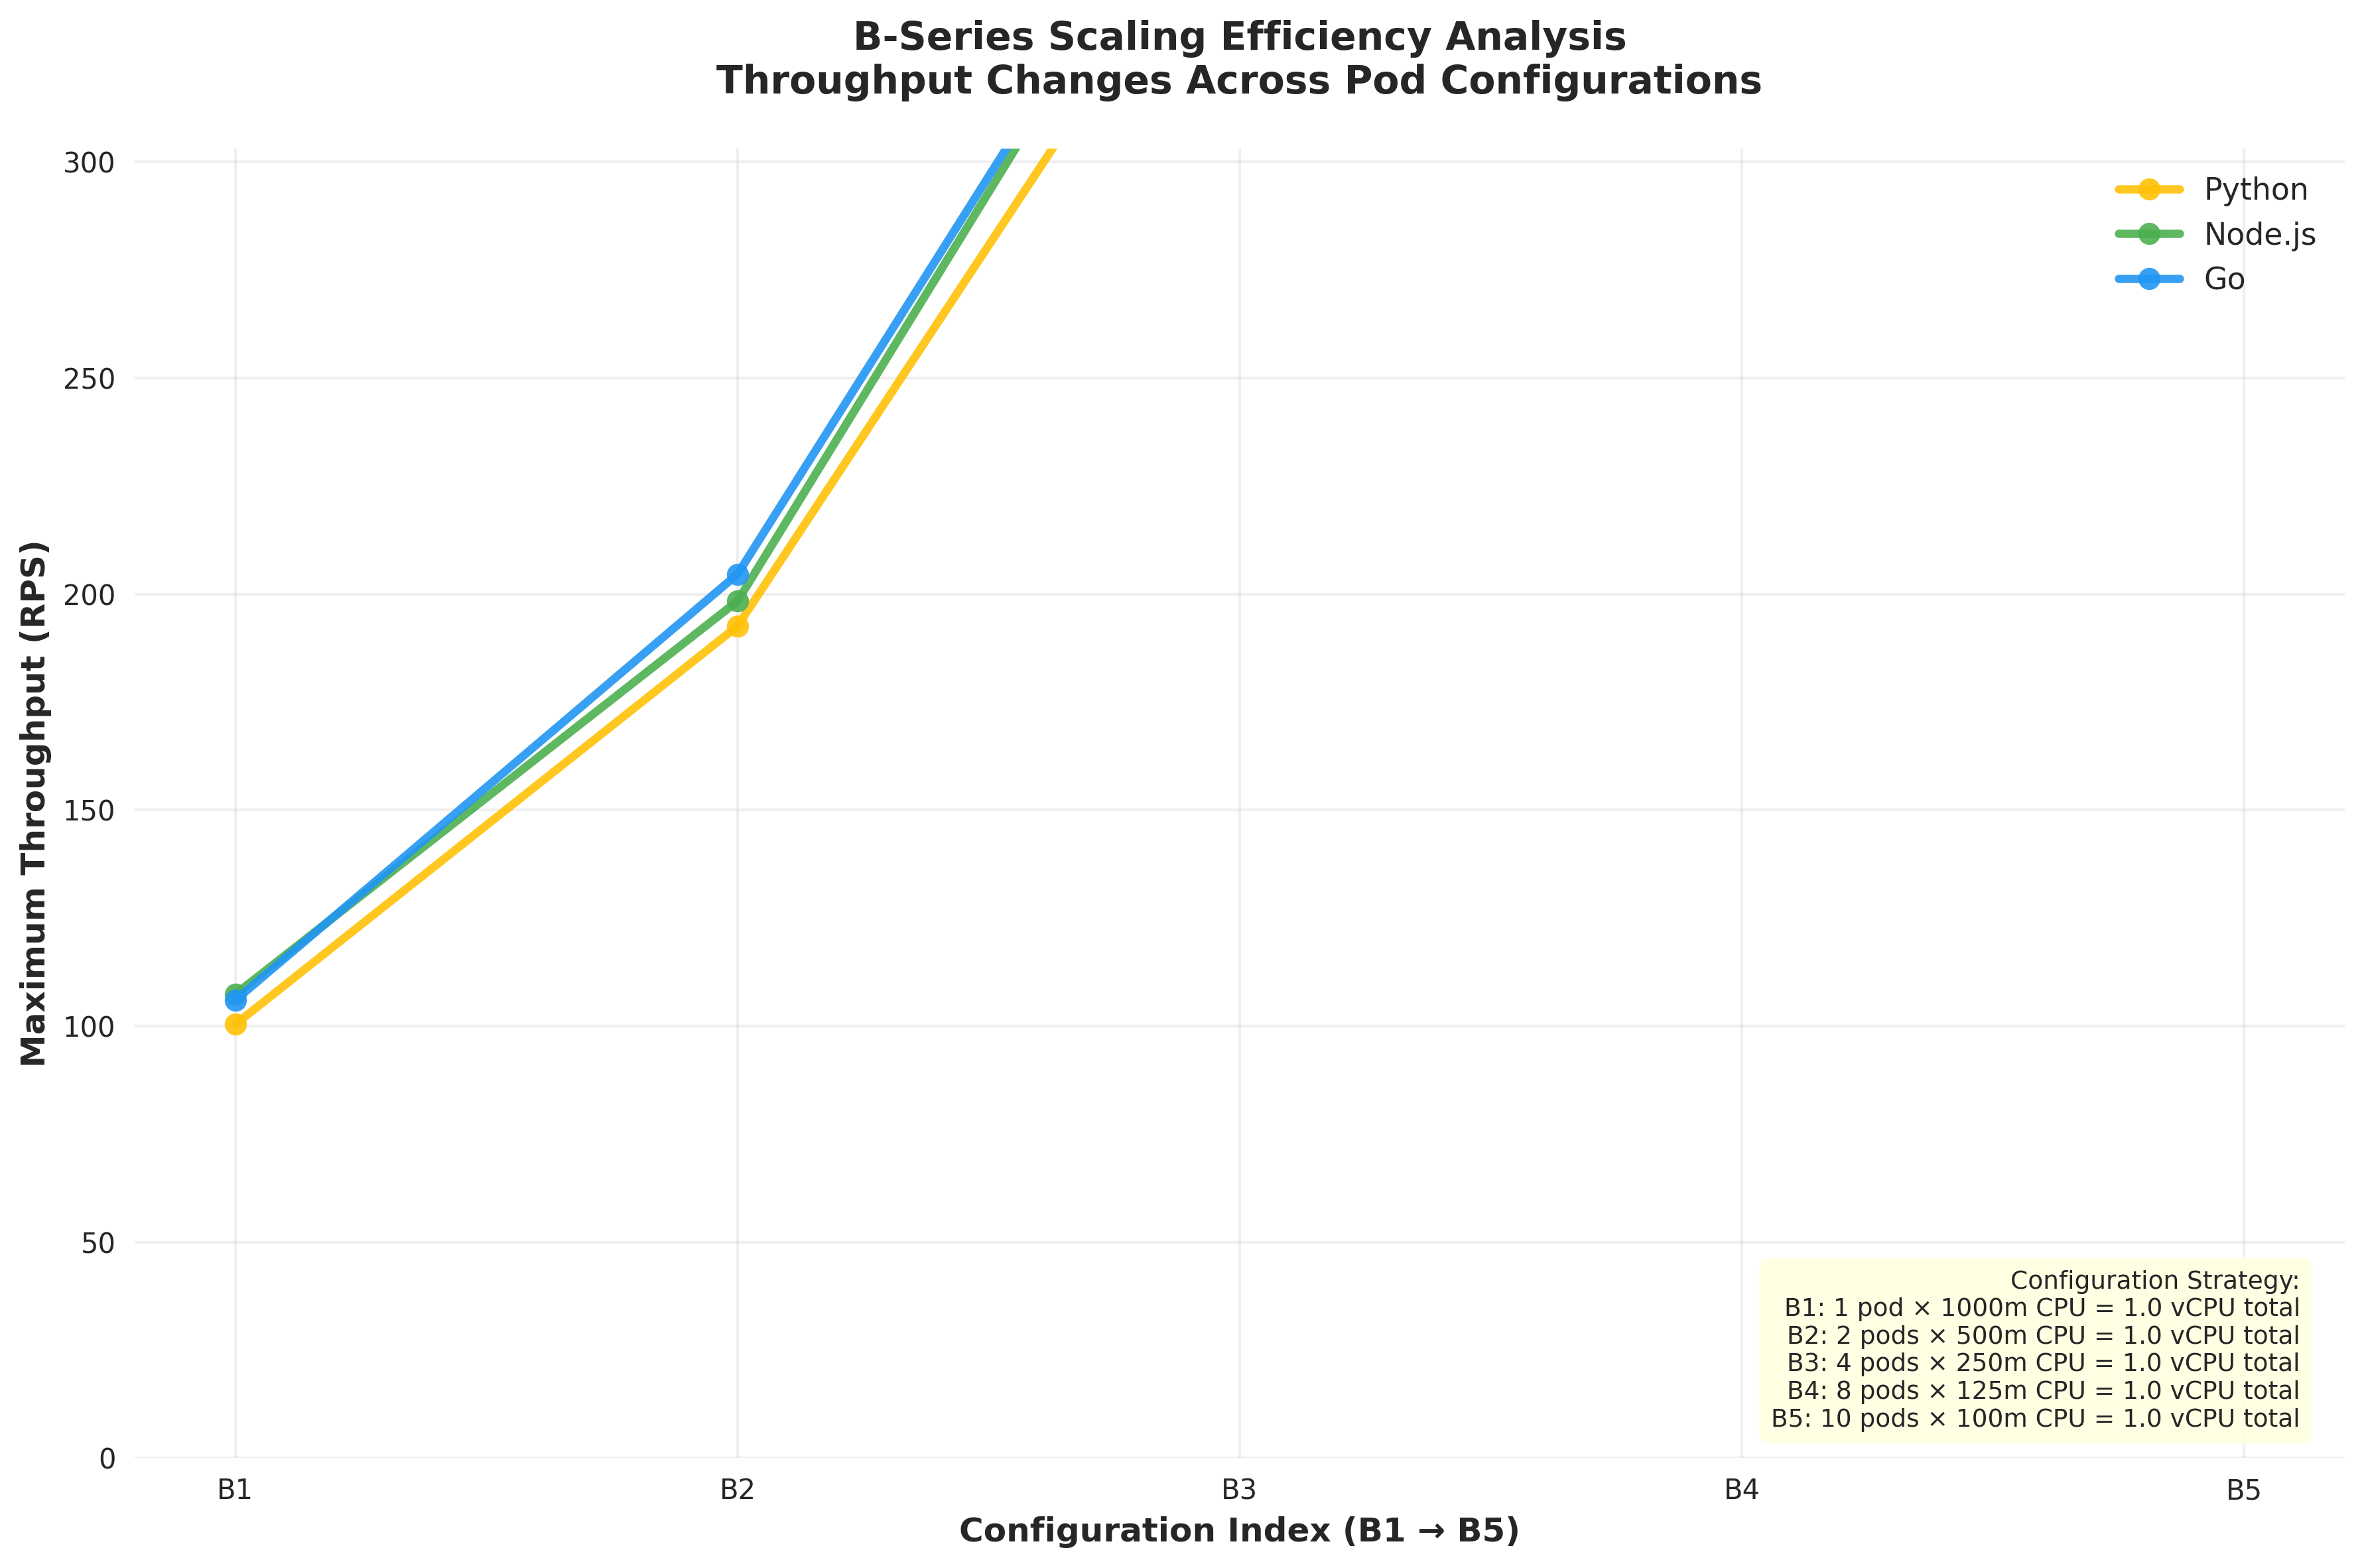 B-Series Scaling Efficiency Analysis
Throughput Changes Across Pod Configurations
300
250
200
150
100
50
0
Maximum Throughput (RPS)
Python
Node.js
Go
Configuration Strategy:
B1: 1 pod × 1000m CPU = 1.0 vCPU total
B2: 2 pods × 500m CPU = 1.0 vCPU total
B3: 4 pods × 250m CPU = 1.0 vCPU total
B4: 8 pods × 125m CPU = 1.0 vCPU total
B5: 10 pods × 100m CPU = 1.0 vCPU total
B1 B2 B3 B4 B5
Configuration Index (B1 → B5)